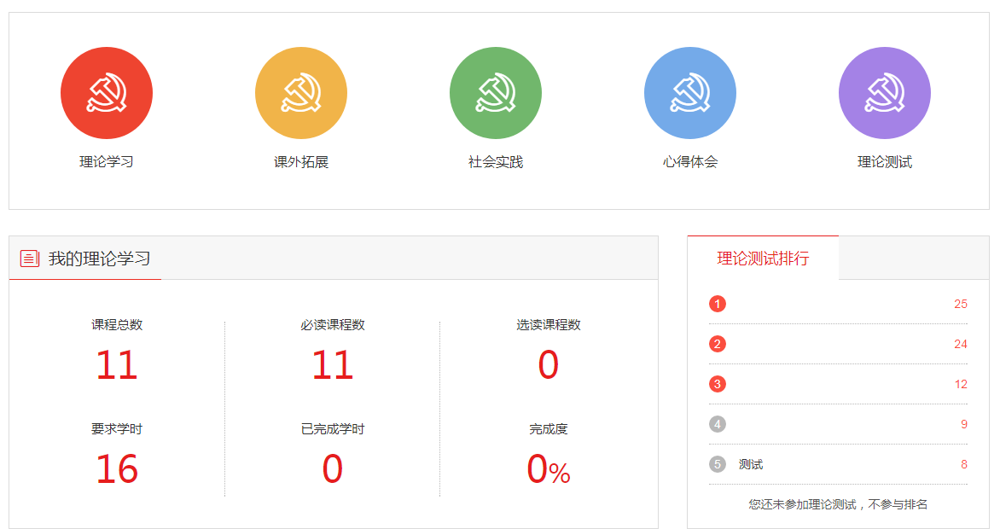 理论学习 课外拓展 社会实践 心得体会 理论测试
我的理论学习
课程总数 必读课程数 选读课程数
11 11 0
要求学时 已完成学时 完成度
16 0 0%
理论测试排行
1 25
2 24
3 12
4 9
5 测试 8
您还未参加理论测试，不参与排名